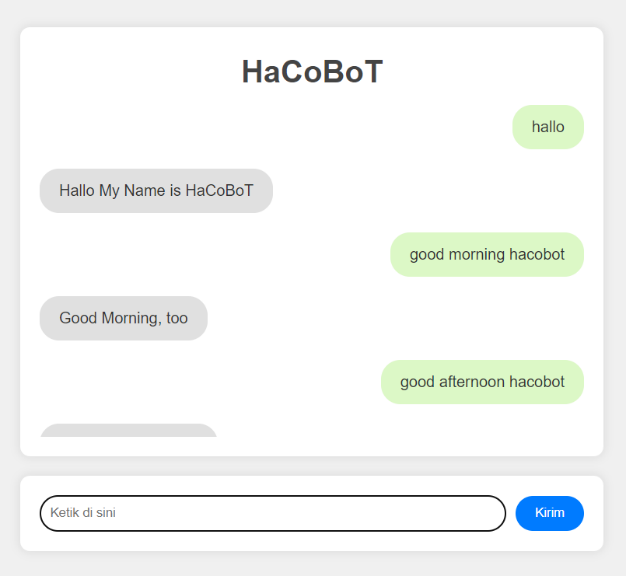 HaCoBoT
hallo
Hallo My Name is HaCoBoT
good morning hacobot
Good Morning, too
good afternoon hacobot
Ketik di sini
Kirim